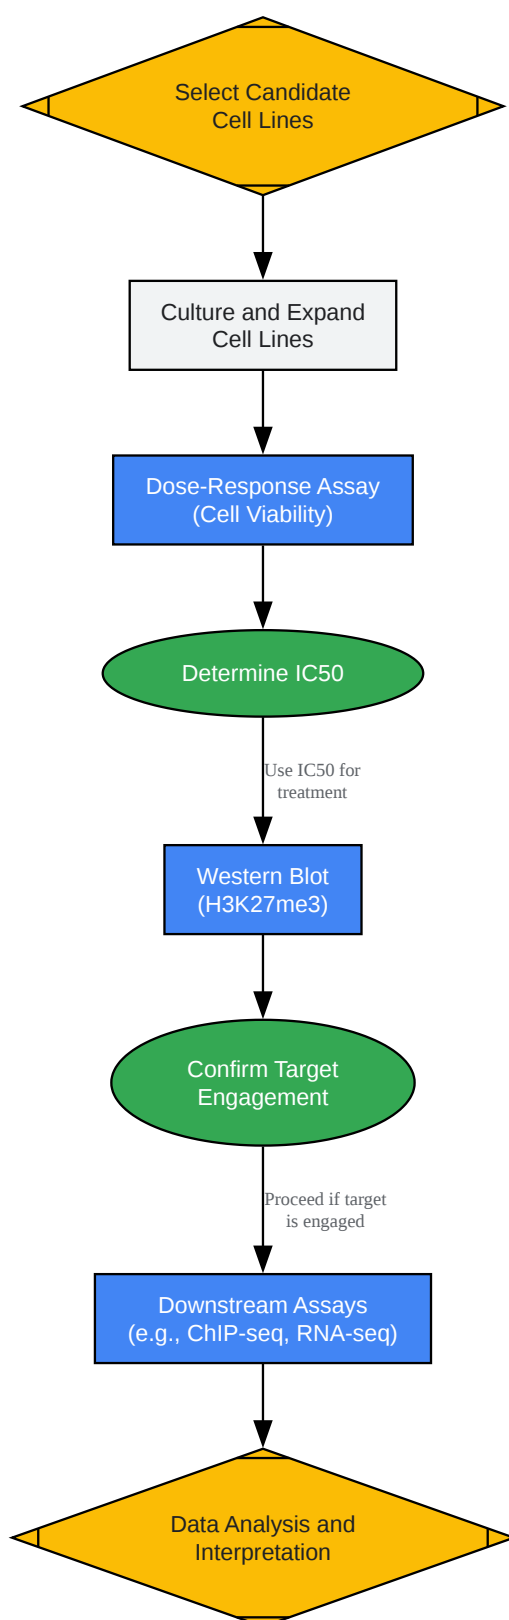 Select Candidate
Cell Lines
Culture and Expand
Cell Lines
Dose-Response Assay
(Cell Viability)
Determine IC50
Use IC50 for
treatment
Western Blot
(H3K27me3)
Confirm Target
Engagement
Proceed if target
is engaged
Downstream Assays
(e.g., ChIP-seq, RNA-seq)
Data Analysis and
Interpretation